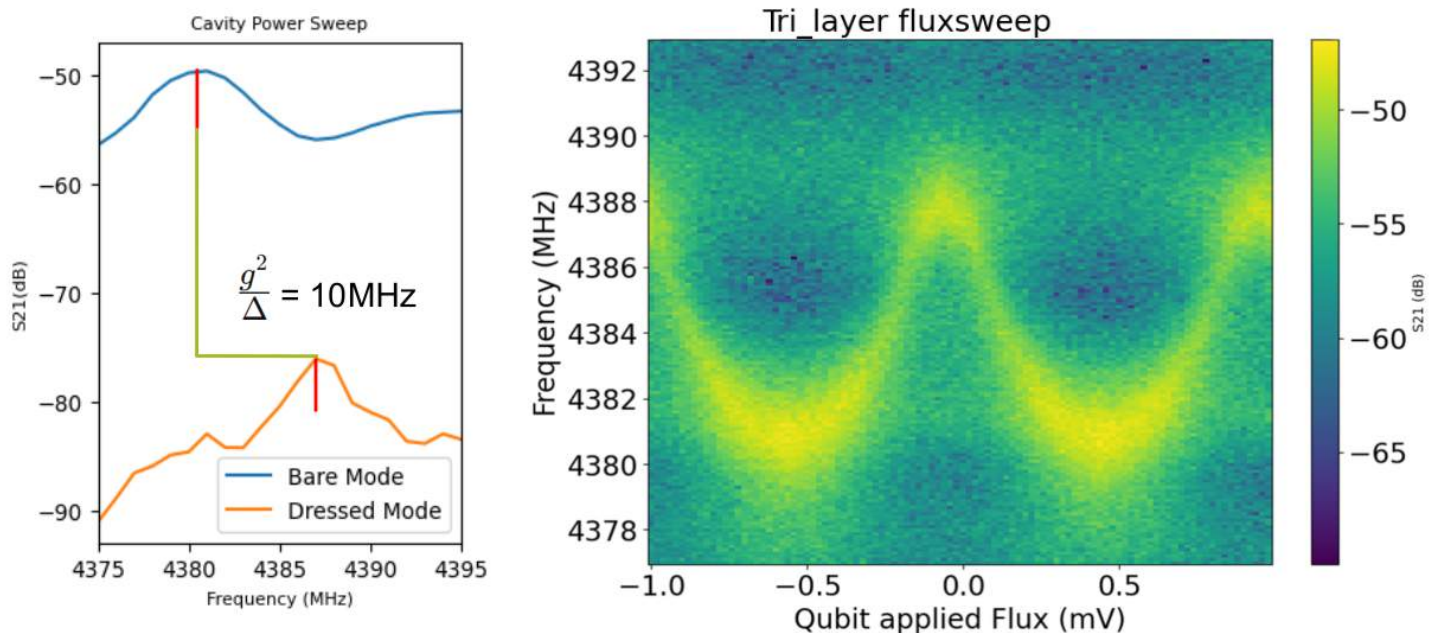 Cavity Power Sweep
−50
−60
−70
−80
−90
S21(dB)
g²/Δ = 10MHz
Bare Mode
Dressed Mode
4375 4380 4385 4390 4395
Frequency (MHz)
Tri_layer fluxsweep
4392
4390
4388
4386
4384
4382
4380
4378
Frequency (MHz)
−1.0 −0.5 0.0 0.5
Qubit applied Flux (mV)
−50
−55
−60
−65
S21 (dB)